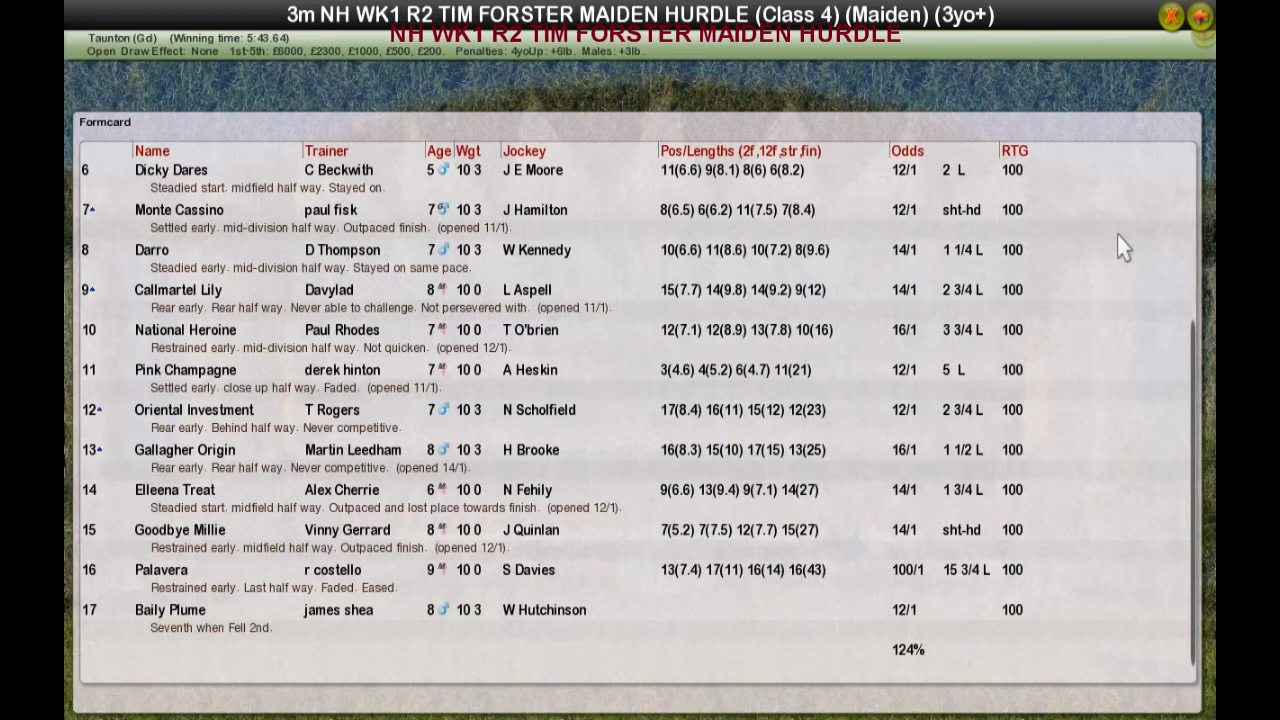 3m NH WK1 R2 TIM FORSTER MAIDEN HURDLE (Class 4) (Maiden) (3yo+)
NH WK1 R2 TIM FORSTER MAIDEN HURDLE
Taunton (Gd) (Winning time: 5:43.64)
Open Draw Effect: None 1st-5th: £6000, £2300, £1000, £500, £200. Penalties: 4yoUp: +6lb. Males: +3lb.
Formcard
Name Trainer Age Wgt Jockey Pos/Lengths (2f,12f,str,fin) Odds RTG
6 Dicky Dares C Beckwith 5 10 3 J E Moore 11(6.6) 9(8.1) 8(6) 6(8.2) 12/1 2 L 100
Steadied start. midfield half way. Stayed on.
7 Monte Cassino paul fisk 7 10 3 J Hamilton 8(6.5) 6(6.2) 11(7.5) 7(8.4) 12/1 sht-hd 100
Settled early. mid-division half way. Outpaced finish. (opened 11/1).
8 Darro D Thompson 7 10 3 W Kennedy 10(6.6) 11(8.6) 10(7.2) 8(9.6) 14/1 1 1/4 L 100
Steadied early. mid-division half way. Stayed on same pace.
9 Callmartel Lily Davylad 8 10 0 L Aspell 15(7.7) 14(9.8) 14(9.2) 9(12) 14/1 2 3/4 L 100
Rear early. Rear half way. Never able to challenge. Not persevered with. (opened 11/1).
10 National Heroine Paul Rhodes 7 10 0 T O'brien 12(7.1) 12(8.9) 13(7.8) 10(16) 16/1 3 3/4 L 100
Restrained early. mid-division half way. Not quicken. (opened 12/1).
11 Pink Champagne derek hinton 7 10 0 A Heskin 3(4.6) 4(5.2) 6(4.7) 11(21) 12/1 5 L 100
Settled early. close up half way. Faded. (opened 11/1).
12 Oriental Investment T Rogers 7 10 3 N Scholfield 17(8.4) 16(11) 15(12) 12(23) 12/1 2 3/4 L 100
Rear early. Behind half way. Never competitive.
13 Gallagher Origin Martin Leedham 8 10 3 H Brooke 16(8.3) 15(10) 17(15) 13(25) 16/1 1 1/2 L 100
Rear early. Rear half way. Never competitive. (opened 14/1).
14 Elleena Treat Alex Cherrie 6 10 0 N Fehily 9(6.6) 13(9.4) 9(7.1) 14(27) 14/1 1 3/4 L 100
Steadied start. midfield half way. Outpaced and lost place towards finish. (opened 12/1).
15 Goodbye Millie Vinny Gerrard 8 10 0 J Quinlan 7(5.2) 7(7.5) 12(7.7) 15(27) 14/1 sht-hd 100
Restrained early. midfield half way. Outpaced finish. (opened 12/1).
16 Palavera r costello 9 10 0 S Davies 13(7.4) 17(11) 16(14) 16(43) 100/1 15 3/4 L 100
Restrained early. Last half way. Faded. Eased.
17 Baily Plume james shea 8 10 3 W Hutchinson 12/1 100
Seventh when Fell 2nd.
124%